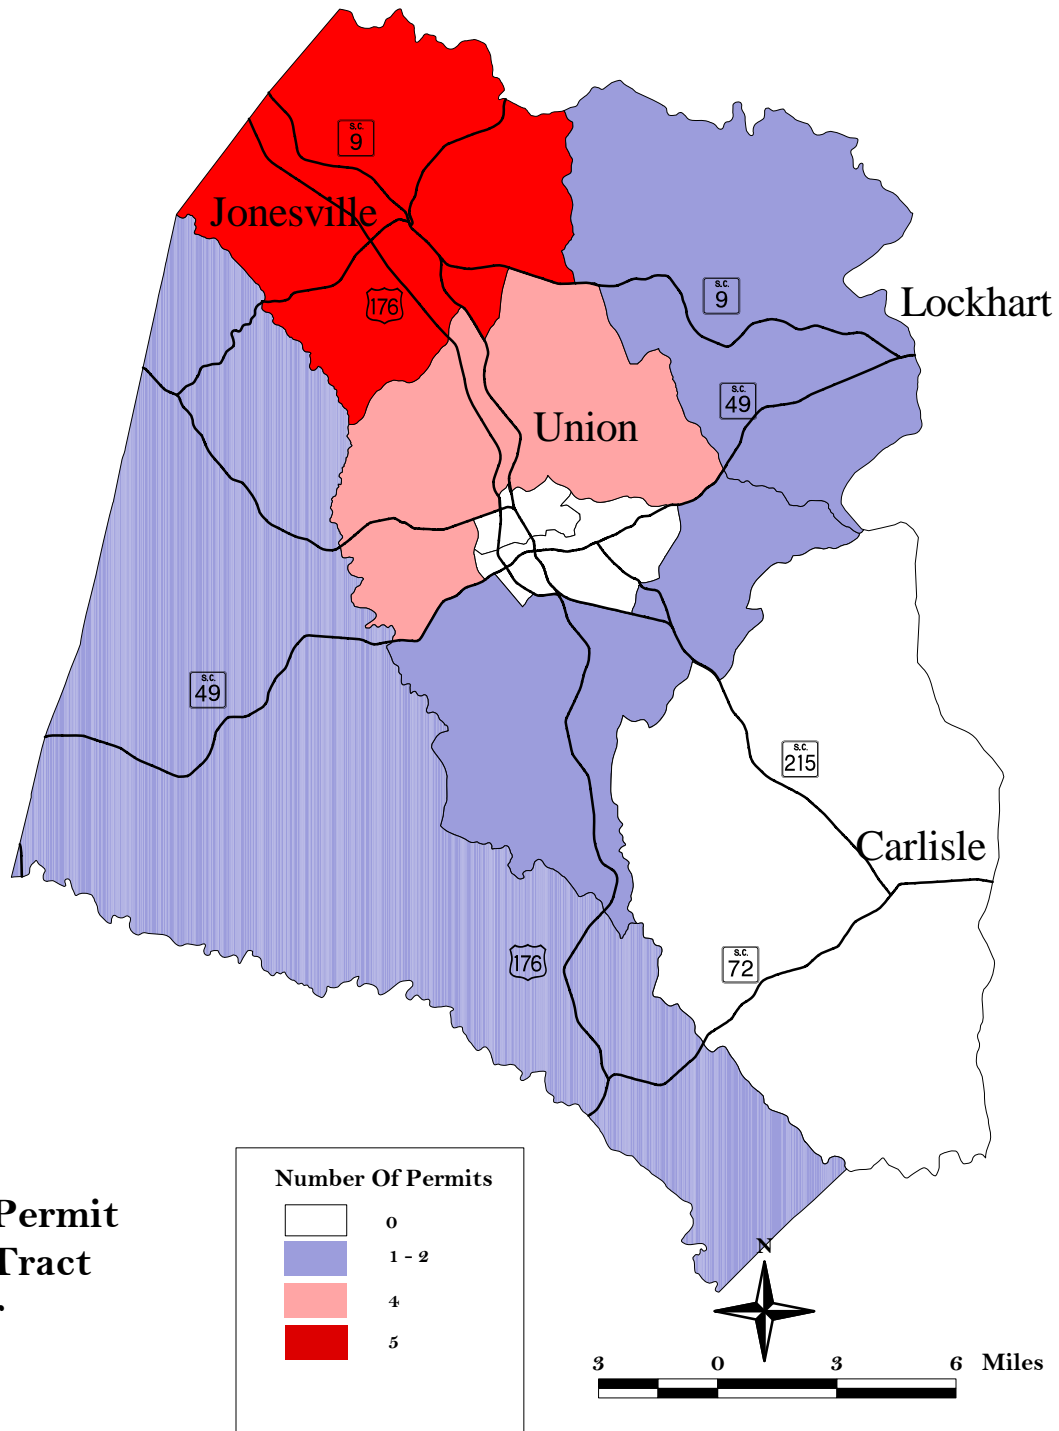 S.C.
9
Jonesville
176
S.C.
9
Lockhart
S.C.
49
Union
S.C.
49
S.C.
215
Carlisle
176
S.C.
72
Number Of Permits
0
1 - 2
4
5
Permit
Tract
N
3 0 3 6 Miles